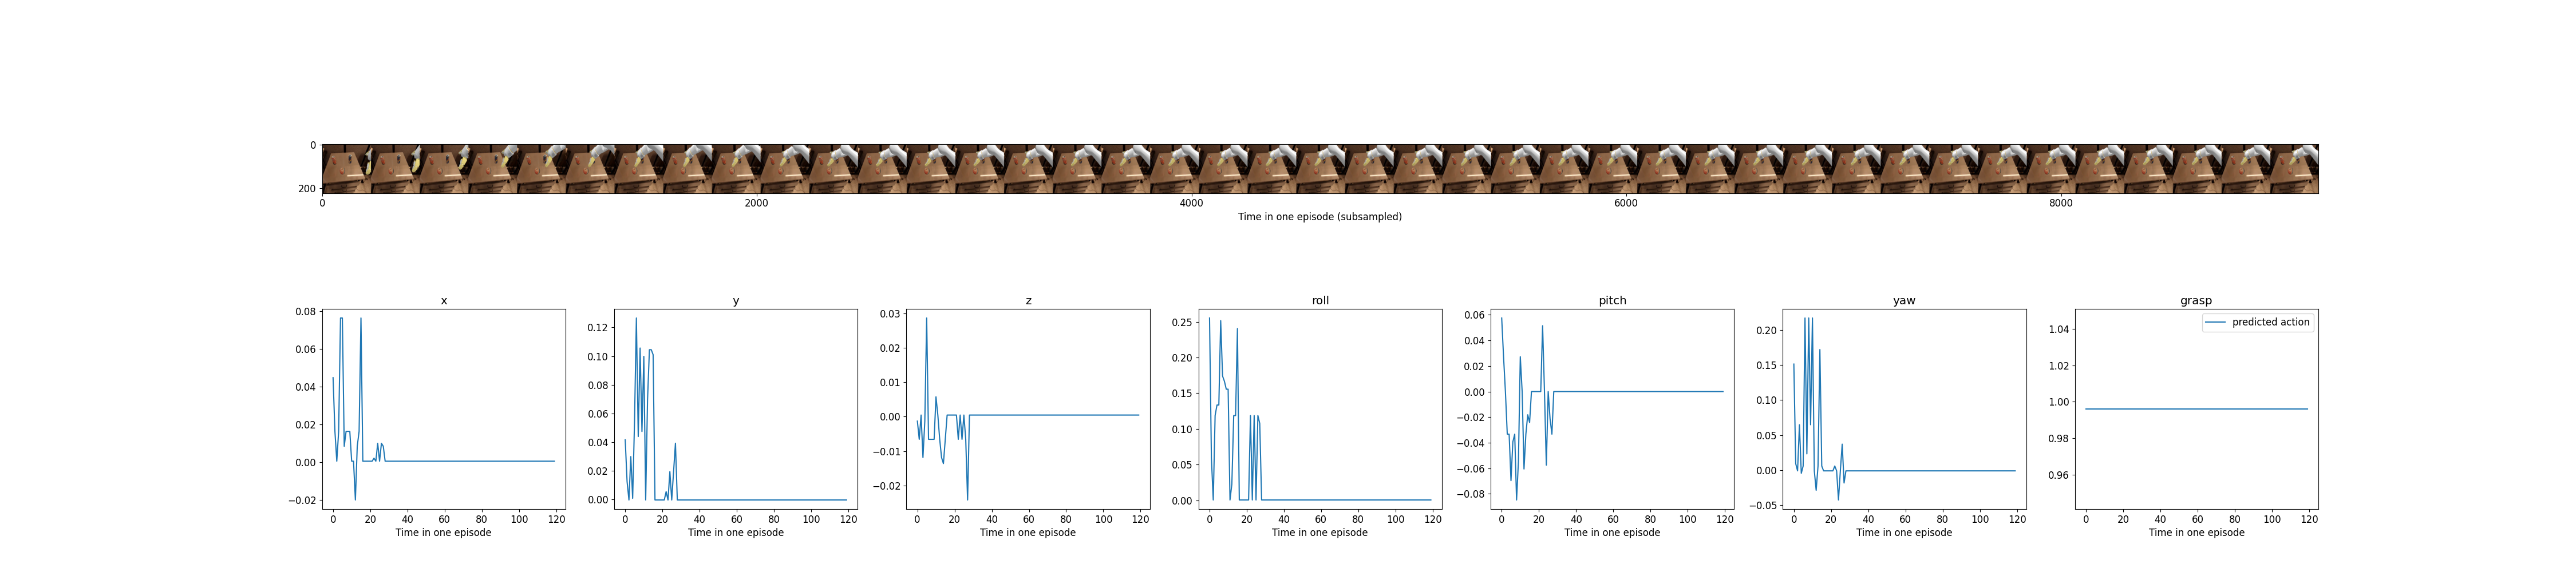 0
200
0 2000 4000 6000 8000
Time in one episode (subsampled)
x y z roll pitch yaw grasp
0.08
0.06
0.04
0.02
0.00
−0.02
0 20 40 60 80 100 120
Time in one episode
0.12
0.10
0.08
0.06
0.04
0.02
0.00
0 20 40 60 80 100 120
Time in one episode
0.03
0.02
0.01
0.00
−0.01
−0.02
0 20 40 60 80 100 120
Time in one episode
0.25
0.20
0.15
0.10
0.05
0.00
0 20 40 60 80 100 120
Time in one episode
0.06
0.04
0.02
0.00
−0.02
−0.04
−0.06
−0.08
0 20 40 60 80 100 120
Time in one episode
0.20
0.15
0.10
0.05
0.00
−0.05
0 20 40 60 80 100 120
Time in one episode
predicted action
1.04
1.02
1.00
0.98
0.96
0 20 40 60 80 100 120
Time in one episode